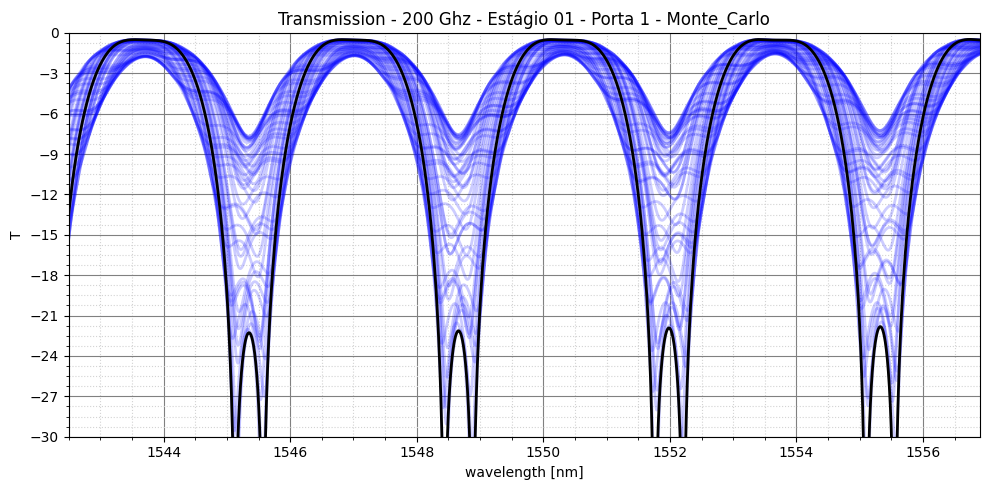 Transmission - 200 Ghz - Estágio 01 - Porta 1 - Monte_Carlo
T
0
−3
−6
−9
−12
−15
−18
−21
−24
−27
−30
1544 1546 1548 1550 1552 1554 1556
wavelength [nm]